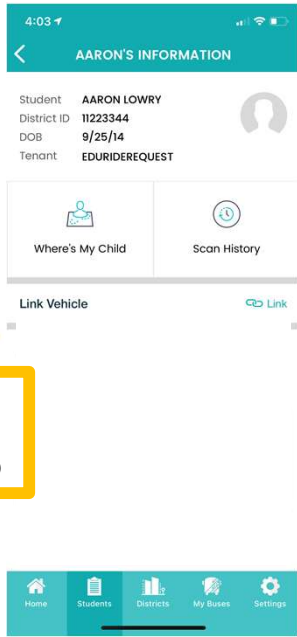 4:03
AARON'S INFORMATION
Student AARON LOWRY
District ID 11223344
DOB 9/25/14
Tenant EDURIDEREQUEST
Where's My Child Scan History
Link Vehicle Link
Home Students Districts My Buses Settings